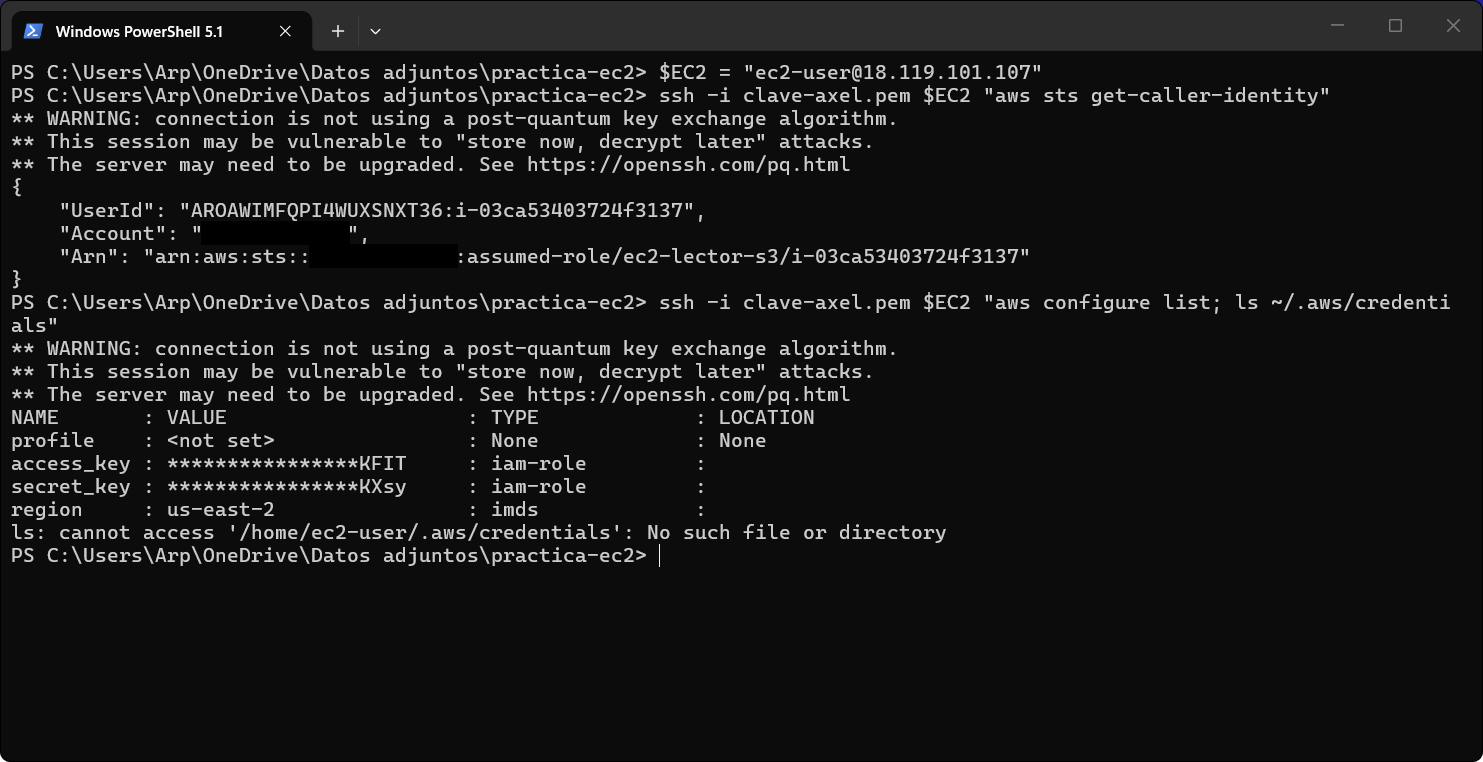 Windows PowerShell 5.1
PS C:\Users\Arp\OneDrive\Datos adjuntos\practica-ec2> $EC2 = "ec2-user@18.119.101.107"
PS C:\Users\Arp\OneDrive\Datos adjuntos\practica-ec2> ssh -i clave-axel.pem $EC2 "aws sts get-caller-identity"
** WARNING: connection is not using a post-quantum key exchange algorithm.
** This session may be vulnerable to "store now, decrypt later" attacks.
** The server may need to be upgraded. See https://openssh.com/pq.html
{
    "UserId": "AROAWIMFQPI4WUXSNXT36:i-03ca53403724f3137",
    "Account": "",
    "Arn": "arn:aws:sts:::assumed-role/ec2-lector-s3/i-03ca53403724f3137"
}
PS C:\Users\Arp\OneDrive\Datos adjuntos\practica-ec2> ssh -i clave-axel.pem $EC2 "aws configure list; ls ~/.aws/credenti
als"
** WARNING: connection is not using a post-quantum key exchange algorithm.
** This session may be vulnerable to "store now, decrypt later" attacks.
** The server may need to be upgraded. See https://openssh.com/pq.html
NAME       : VALUE                    : TYPE             : LOCATION
profile    : <not set>                : None             : None
access_key : ****************KFIT     : iam-role         :
secret_key : ****************KXsy     : iam-role         :
region     : us-east-2                : imds             :
ls: cannot access '/home/ec2-user/.aws/credentials': No such file or directory
PS C:\Users\Arp\OneDrive\Datos adjuntos\practica-ec2>